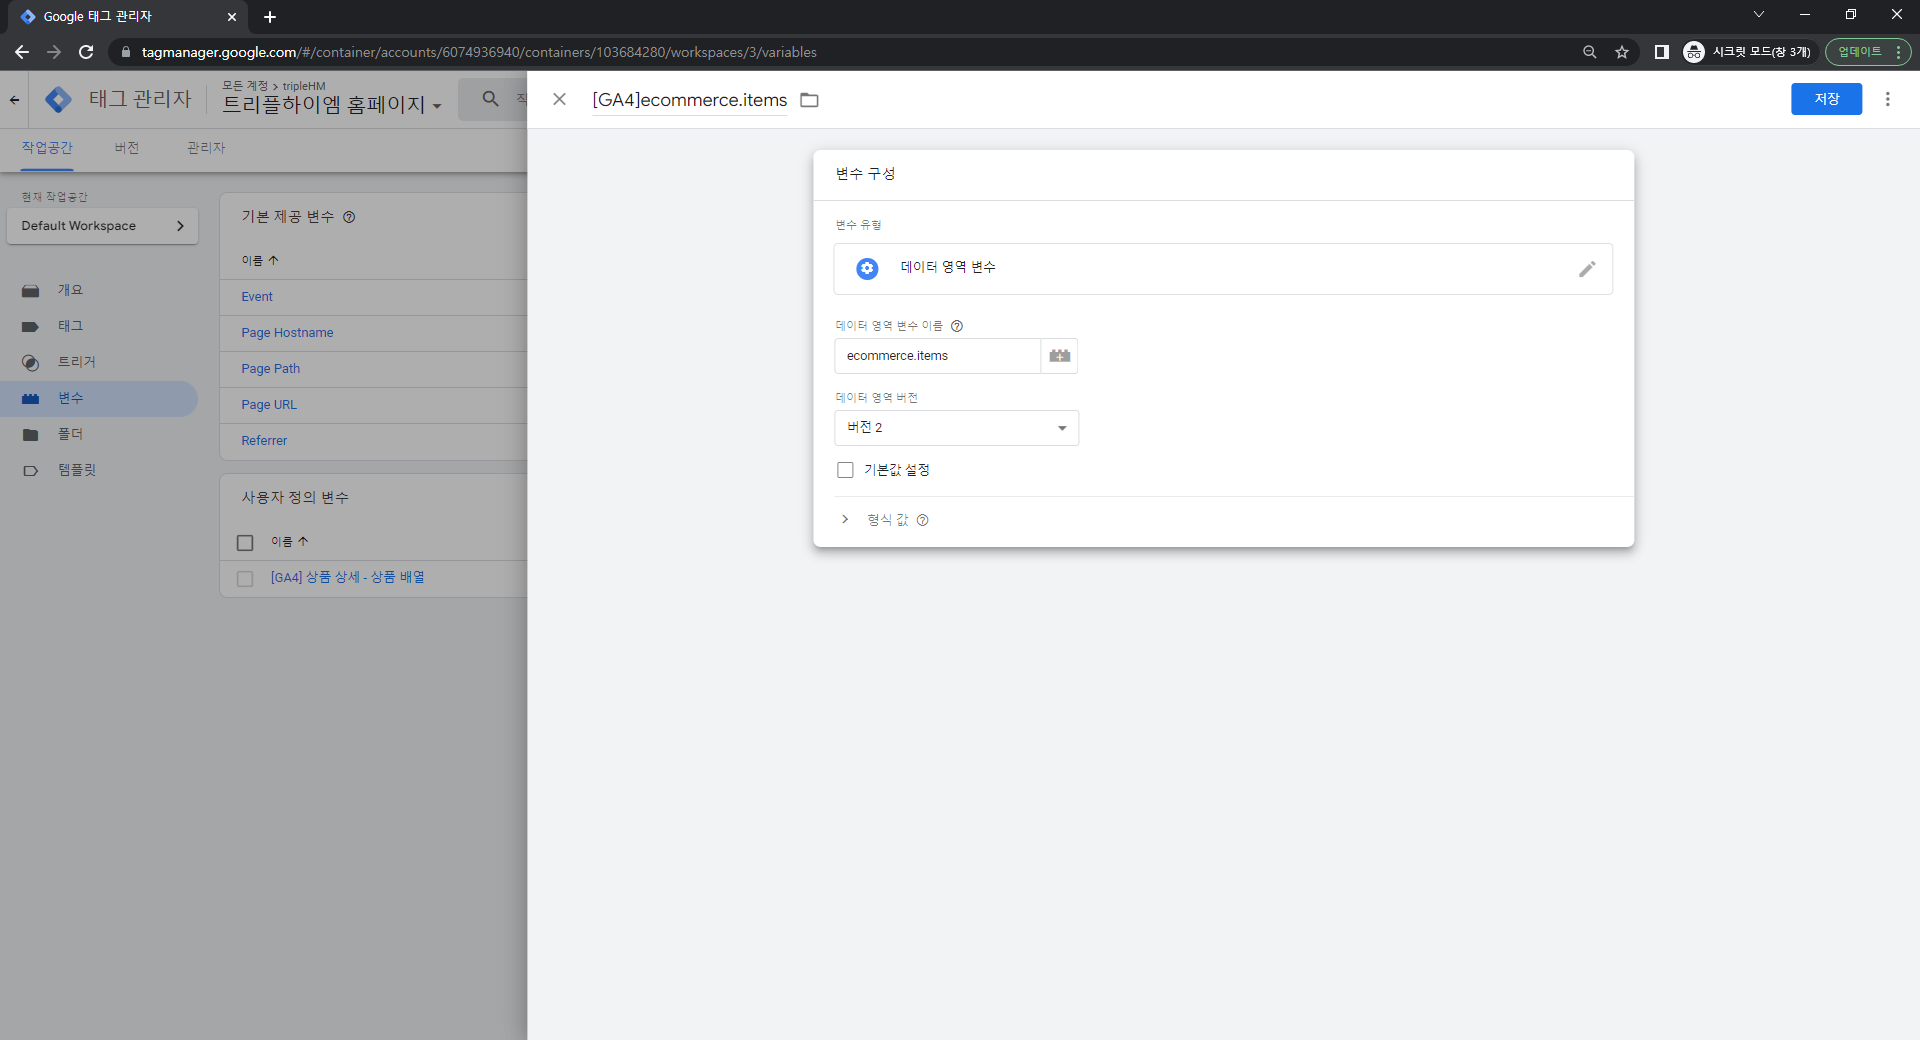 Google 태그 관리자
tagmanager.google.com/#/container/accounts/6074936940/containers/103684280/workspaces/3/variables
시크릿 모드(창 3개)
업데이트
태그 관리자
모든 계정 > tripleHM
트리플하이엠 홈페이지
작
[GA4]ecommerce.items
저장
작업공간
버전
관리자
현재 작업공간
Default Workspace
개요
태그
트리거
변수
폴더
템플릿
기본 제공 변수
이름
Event
Page Hostname
Page Path
Page URL
Referrer
사용자 정의 변수
이름
[GA4] 상품 상세 - 상품 배열
변수 구성
변수 유형
데이터 영역 변수
데이터 영역 변수 이름
ecommerce.items
데이터 영역 버전
버전 2
기본값 설정
형식 값